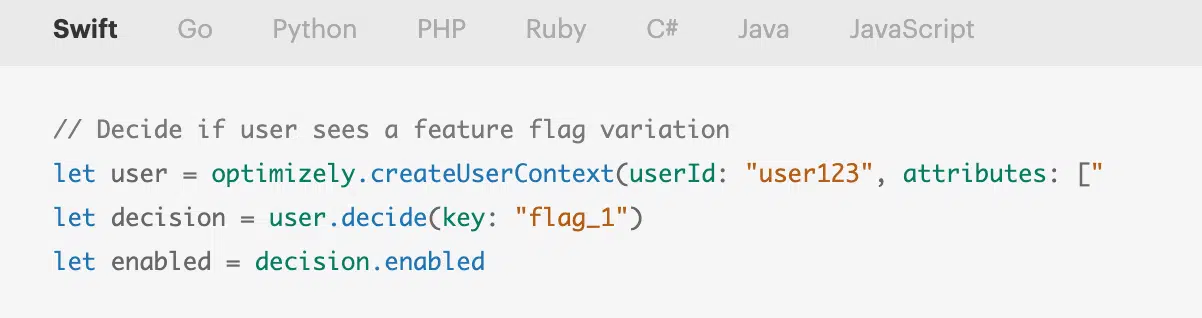 Swift Go Python PHP Ruby C# Java JavaScript
// Decide if user sees a feature flag variation
let user = optimizely.createUserContext(userId: "user123", attributes: ["
let decision = user.decide(key: "flag_1")
let enabled = decision.enabled